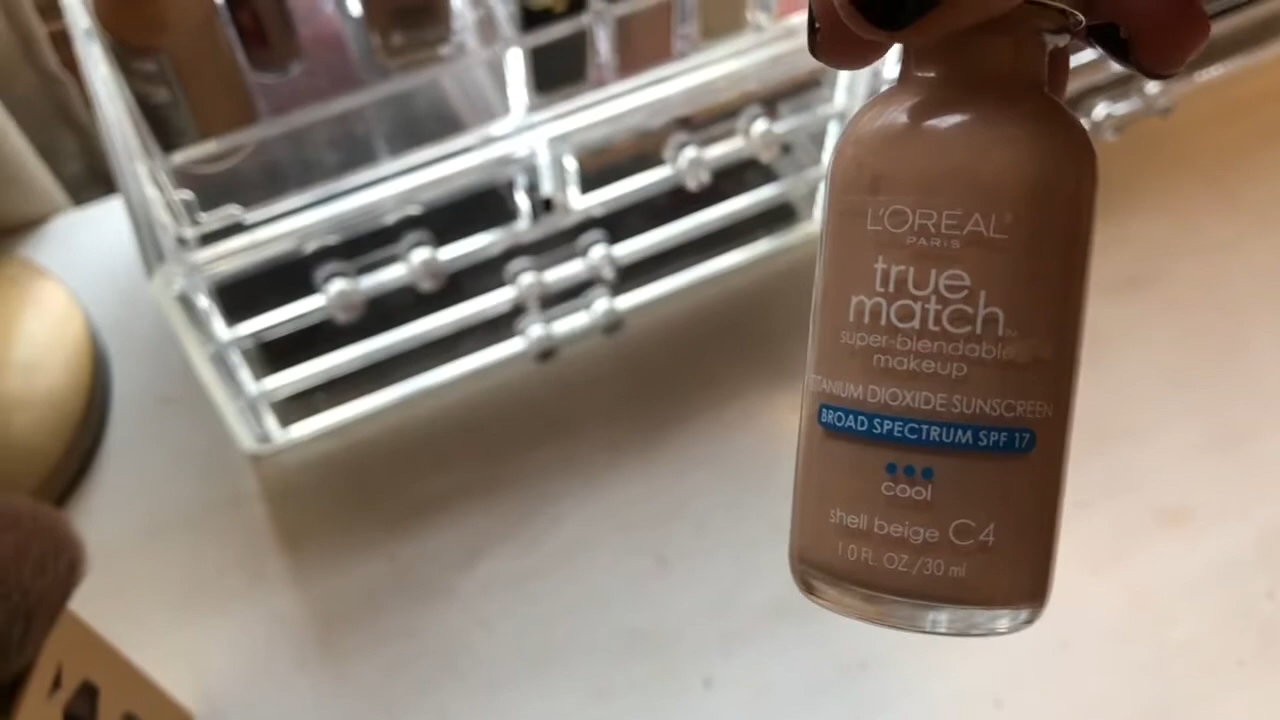 L'ORÉAL
PARIS
true
match
super-blendable
makeup
TITANIUM DIOXIDE SUNSCREEN
BROAD SPECTRUM SPF 17
cool
shell beige C4
1.0 FL. OZ./30 ml